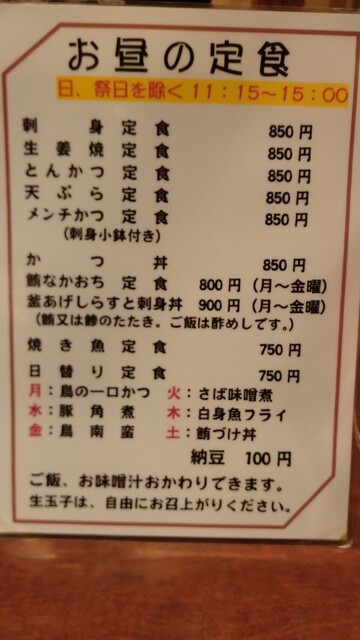 お昼の定食
日、祭日を除く11：15～15：00
刺身定食 850円
生姜焼定食 850円
とんかつ定食 850円
天ぷら定食 850円
メンチかつ定食 850円
（刺身小鉢付き）
かつ丼 850円
鮪なかおち定食 800円（月～金曜）
釜あげしらすと刺身丼 900円（月～金曜）
（鮪又は鯵のたたき。ご飯は酢めしです。）
焼き魚定食 750円
日替り定食 750円
月：鳥の一口かつ 火：さば味噌煮
水：豚角煮 木：白身魚フライ
金：鳥南蛮 土：鮪づけ丼
納豆 100円
ご飯、お味噌汁おかわりできます。
生玉子は、自由にお召上がりください。